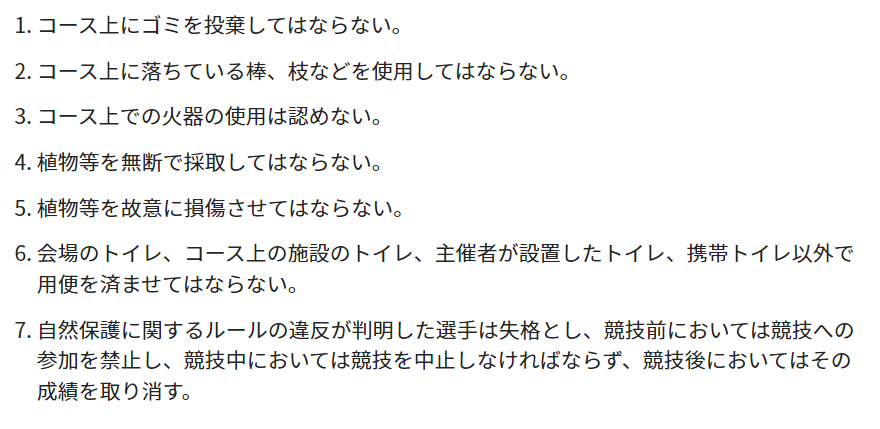 1. コース上にゴミを投棄してはならない。
2. コース上に落ちている棒、枝などを使用してはならない。
3. コース上での火器の使用は認めない。
4. 植物等を無断で採取してはならない。
5. 植物等を故意に損傷させてはならない。
6. 会場のトイレ、コース上の施設のトイレ、主催者が設置したトイレ、携帯トイレ以外で
用便を済ませてはならない。
7. 自然保護に関するルールの違反が判明した選手は失格とし、競技前においては競技への
参加を禁止し、競技中においては競技を中止しなければならず、競技後においてはその
成績を取り消す。